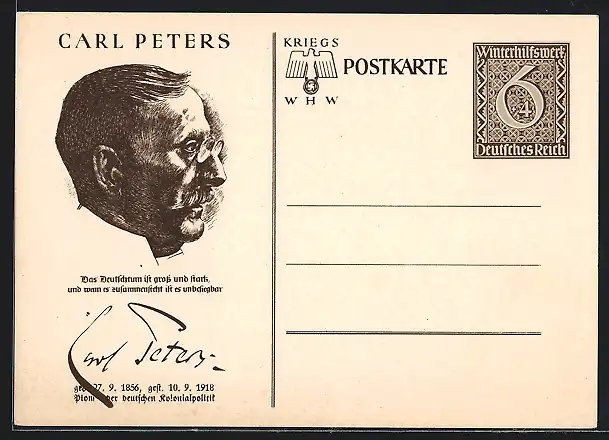 CARL PETERS
Das Deutschtum ist groß und stark,
und wenn es zusammensteht ist es unbesiegbar
Carl Peters
27. 9. 1856, gest. 10. 9. 1918
der deutschen Kolonialpolitik
KRIEGS
WHW
POSTKARTE
Winterhilfswerk
6
+4
Deutsches Reich